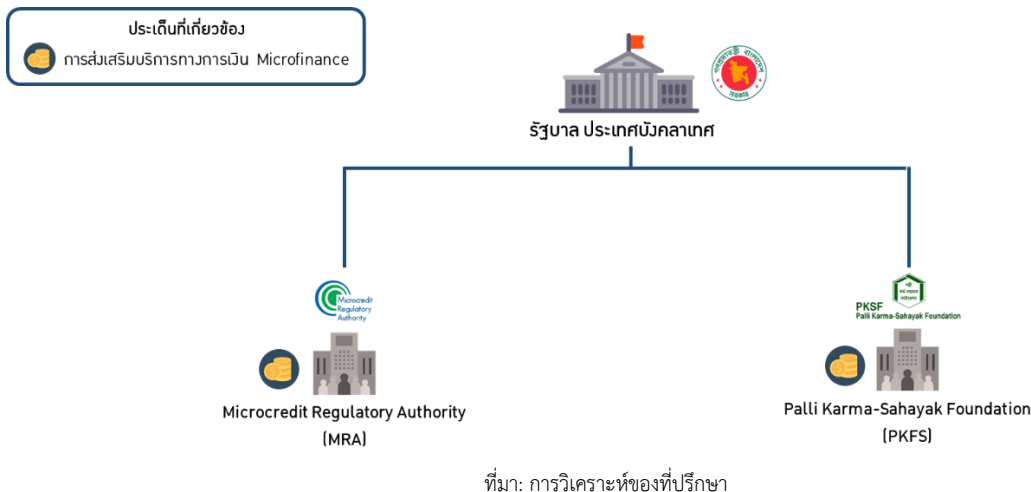 ประเด็นที่เกี่ยวข้อง
การส่งเสริมบริการทางการเงิน Microfinance
รัฐบาล ประเทศบังคลาเทศ
Microcredit
Regulatory
Authority
PKSF
Palli Karma-Sahayak Foundation
Microcredit Regulatory Authority
(MRA)
Palli Karma-Sahayak Foundation
(PKFS)
ที่มา: การวิเคราะห์ของที่ปรึกษา